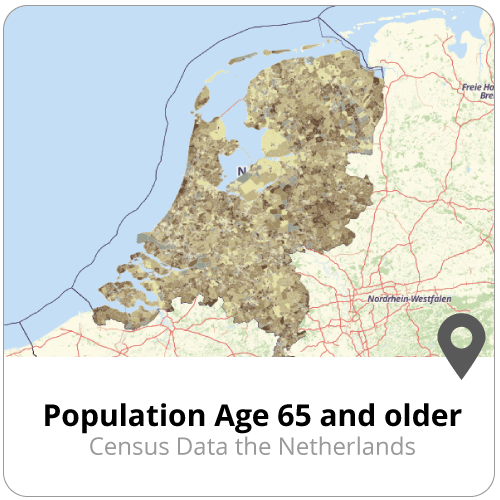 Freie Ha
Bre
N
Nordrhein-Westfalen
Population Age 65 and older
Census Data the Netherlands